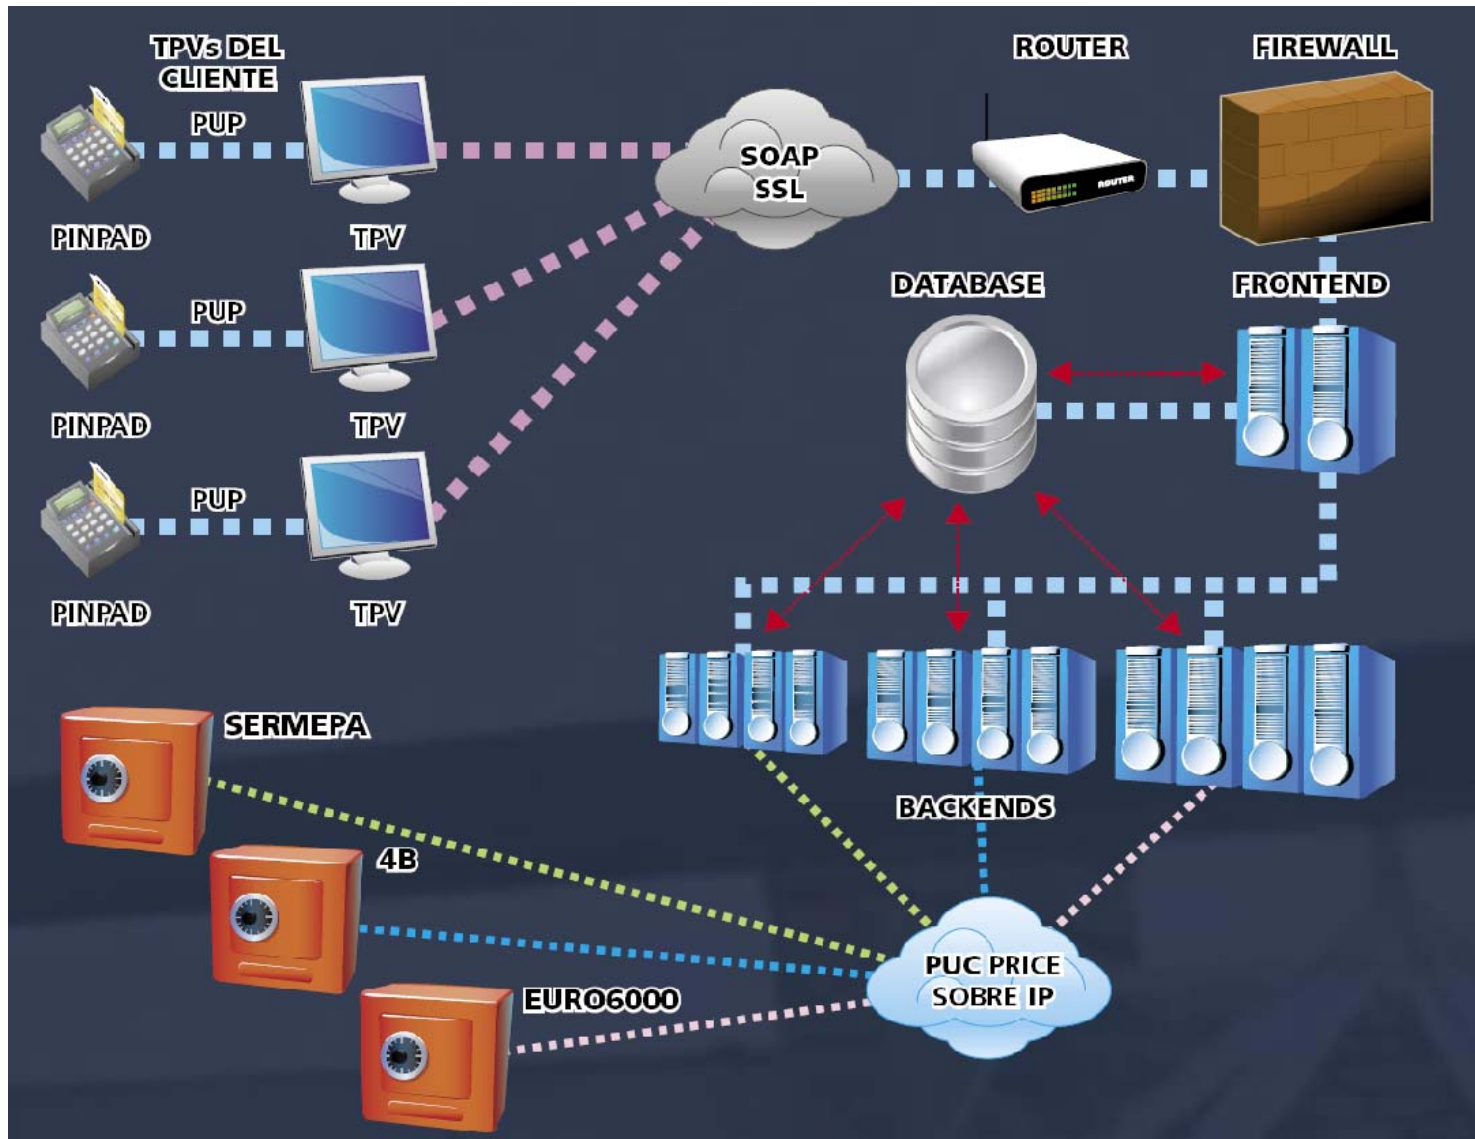 TPVs DEL
CLIENTE
ROUTER
FIREWALL
PUP
SOAP
SSL
ROUTER
PINPAD
TPV
DATABASE
FRONTEND
PUP
PINPAD
TPV
PUP
PINPAD
TPV
SERMEPA
BACKENDS
4B
PUC PRICE
SOBRE IP
EURO6000